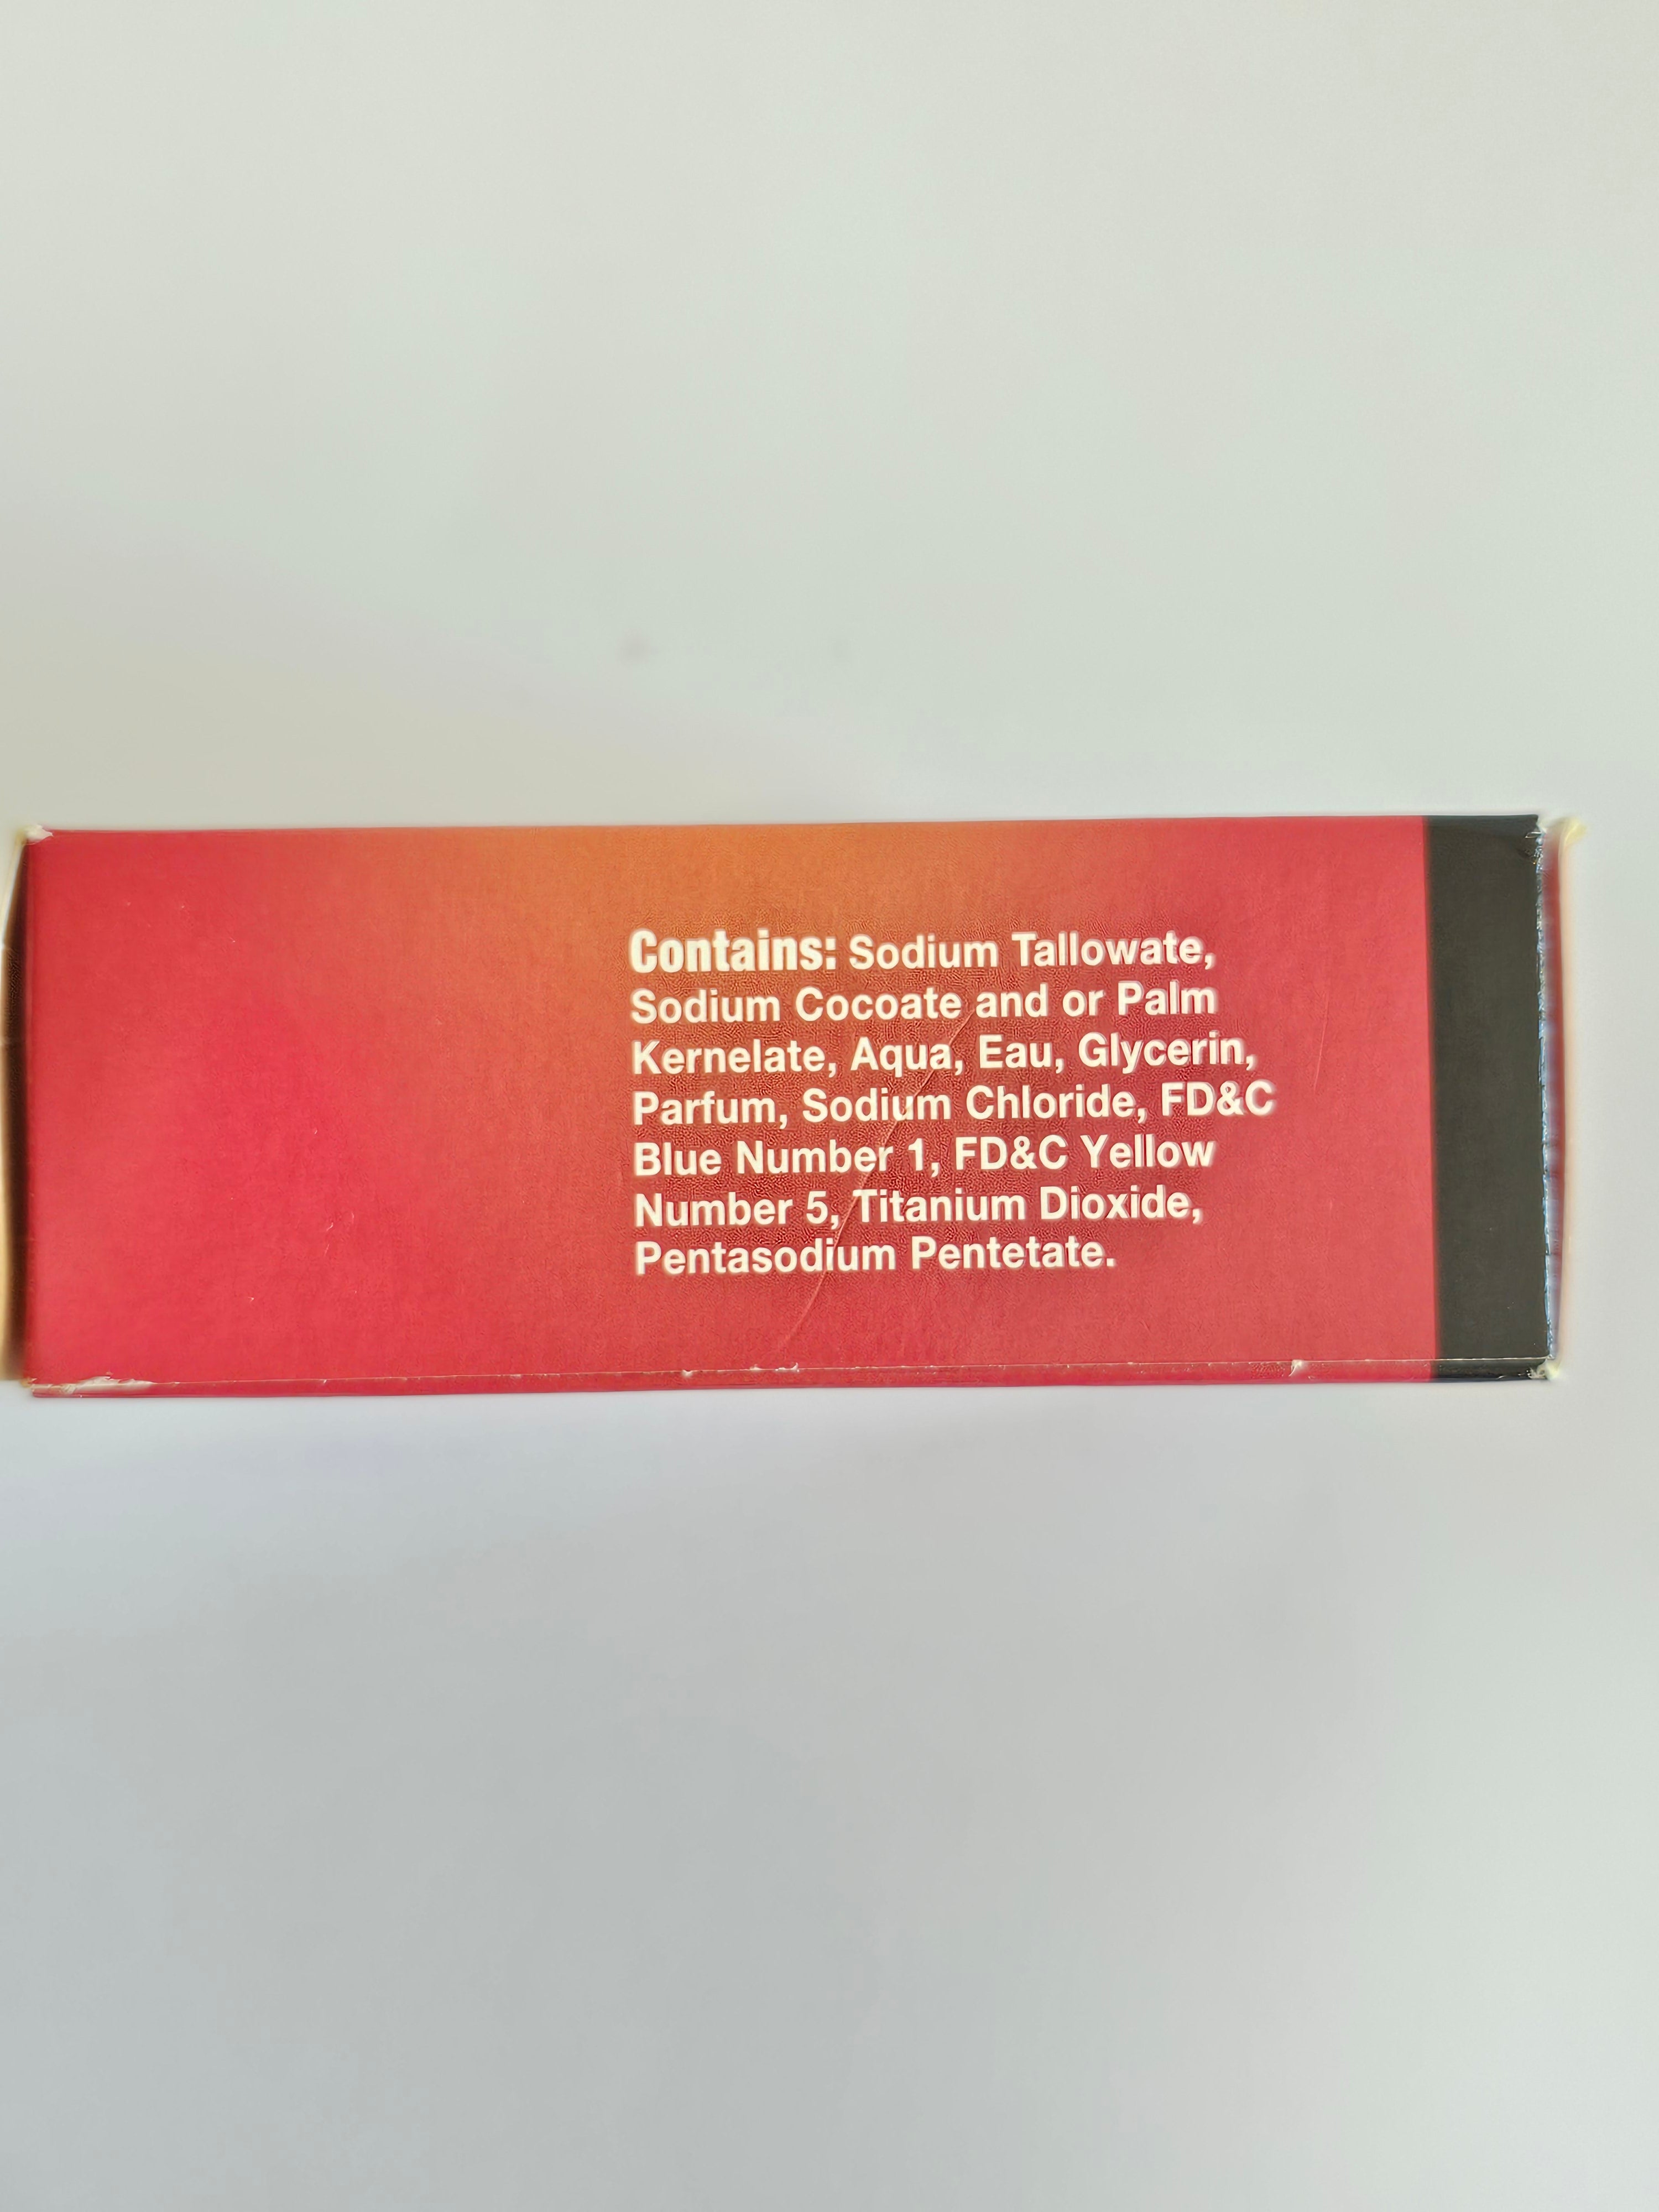 Contains: Sodium Tallowate,
Sodium Cocoate and or Palm
Kernelate, Aqua, Eau, Glycerin,
Parfum, Sodium Chloride, FD&C
Blue Number 1, FD&C Yellow
Number 5, Titanium Dioxide,
Pentasodium Pentetate.